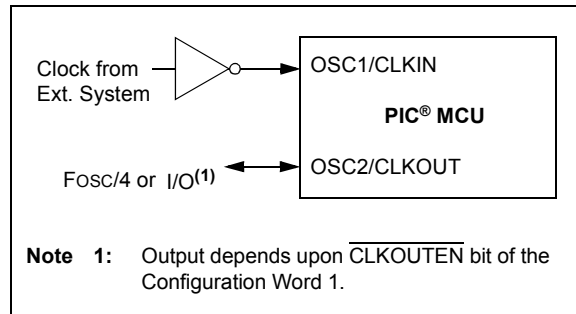 Clock from
Ext. System
OSC1/CLKIN
PIC® MCU
FOSC/4 or I/O(1)
OSC2/CLKOUT
Note 1: Output depends upon CLKOUTEN bit of the
Configuration Word 1.